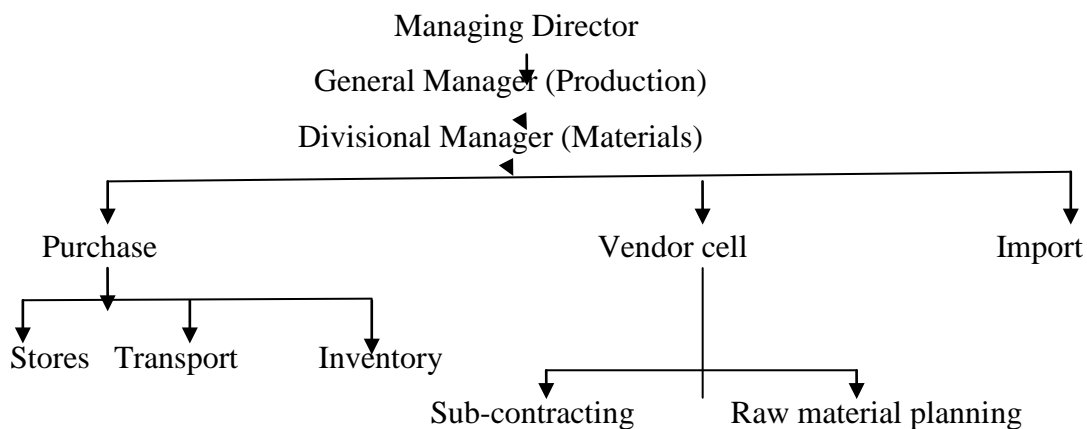 Managing Director
General Manager (Production)
Divisional Manager (Materials)
Purchase Vendor cell Import
Stores Transport Inventory
Sub-contracting Raw material planning